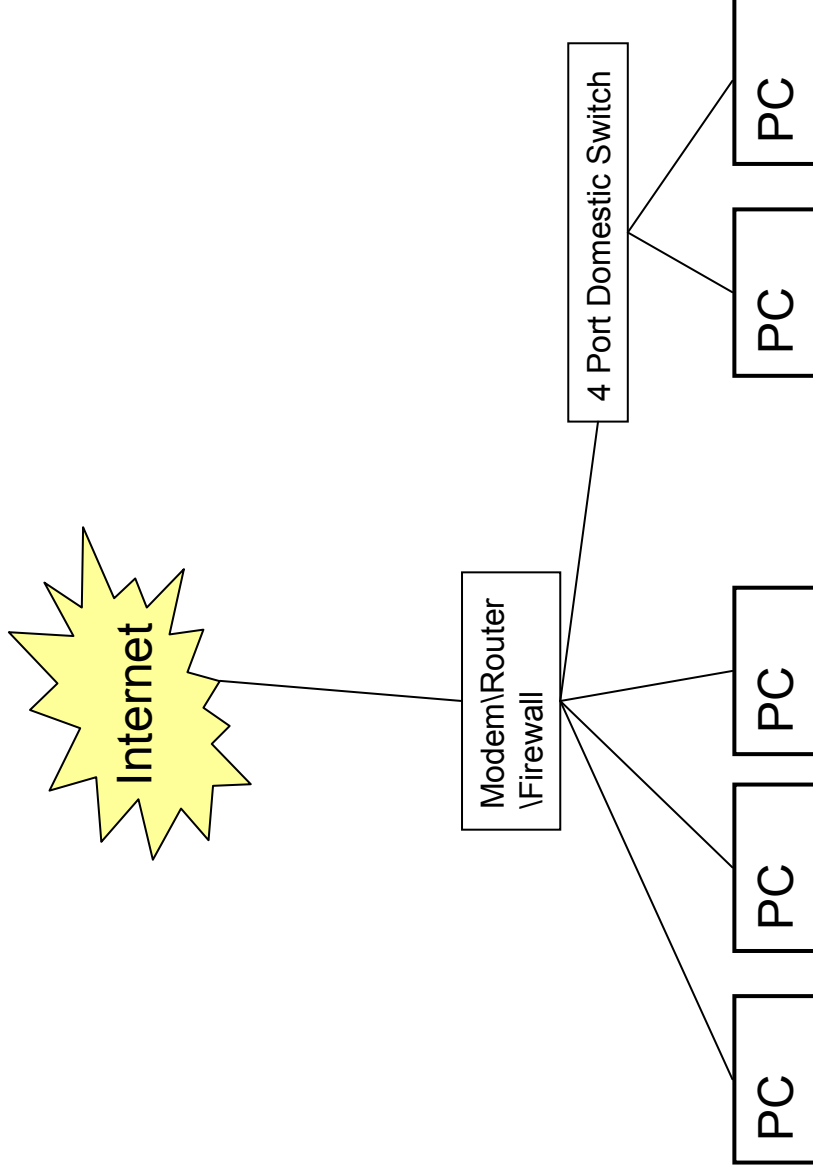 Internet
Modem\Router
\Firewall
4 Port Domestic Switch
PC
PC
PC
PC
PC